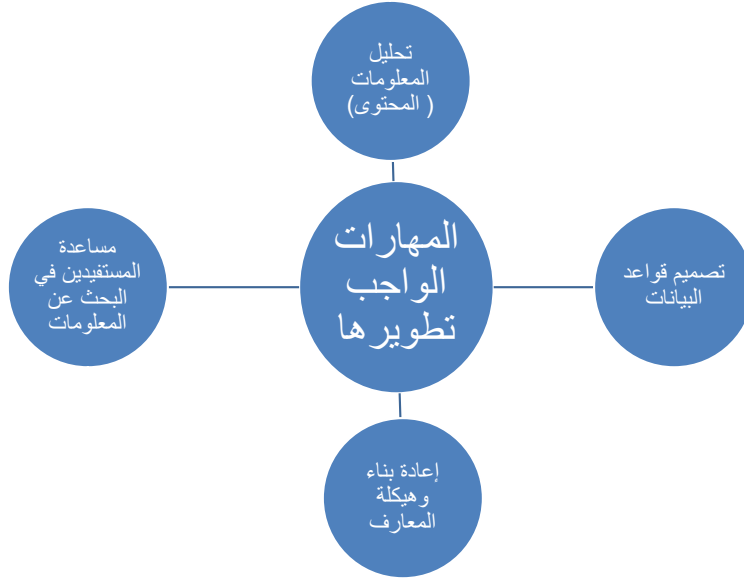 تحليل
المعلومات
( المحتوى)
المهارات
الواجب
تطويرها
تصميم قواعد
البيانات
مساعدة
المستفيدين في
البحث عن
المعلومات
إعادة بناء
وهيكلة
المعارف